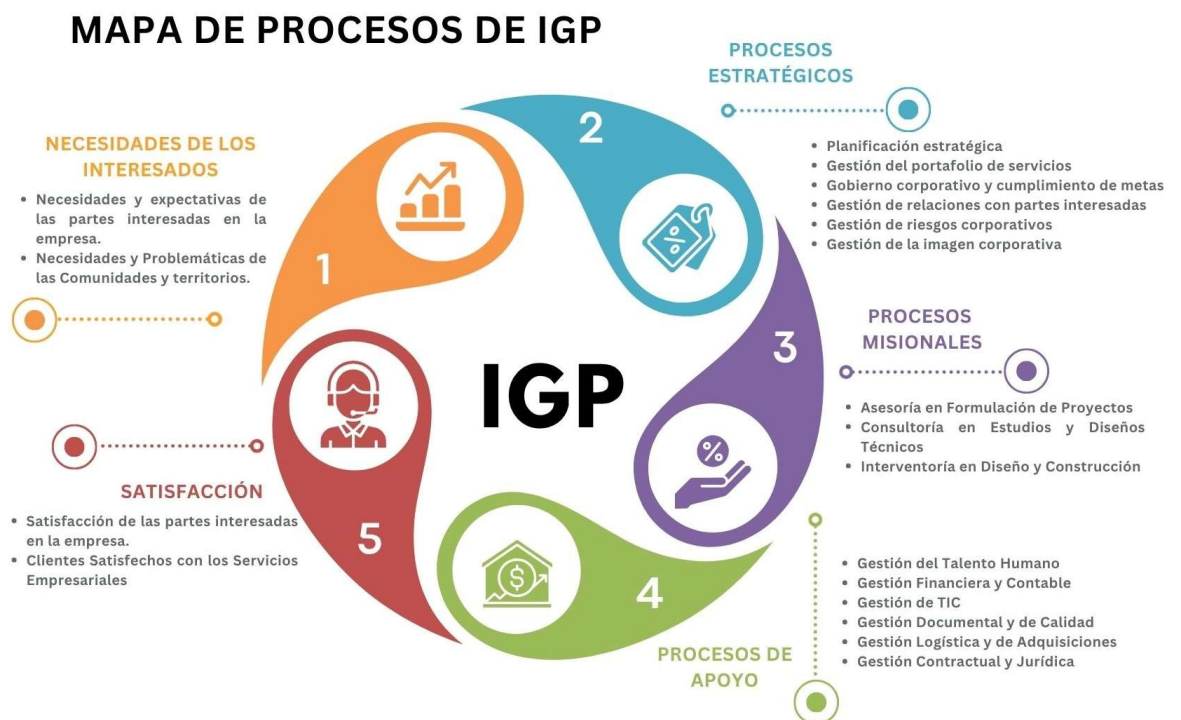 MAPA DE PROCESOS DE IGP
NECESIDADES DE LOS
INTERESADOS
• Necesidades y expectativas de
las partes interesadas en la
empresa.
• Necesidades y Problemáticas de
las Comunidades y territorios.
1
2
PROCESOS
ESTRATÉGICOS
• Planificación estratégica
• Gestión del portafolio de servicios
• Gobierno corporativo y cumplimiento de metas
• Gestión de relaciones con partes interesadas
• Gestión de riesgos corporativos
• Gestión de la imagen corporativa
%
3
PROCESOS
MISIONALES
• Asesoría en Formulación de Proyectos
• Consultoría en Estudios y Diseños
Técnicos
• Interventoría en Diseño y Construcción
%
IGP
4
$
PROCESOS DE
APOYO
• Gestión del Talento Humano
• Gestión Financiera y Contable
• Gestión de TIC
• Gestión Documental y de Calidad
• Gestión Logística y de Adquisiciones
• Gestión Contractual y Jurídica
5
SATISFACCIÓN
• Satisfacción de las partes interesadas
en la empresa.
• Clientes Satisfechos con los Servicios
Empresariales